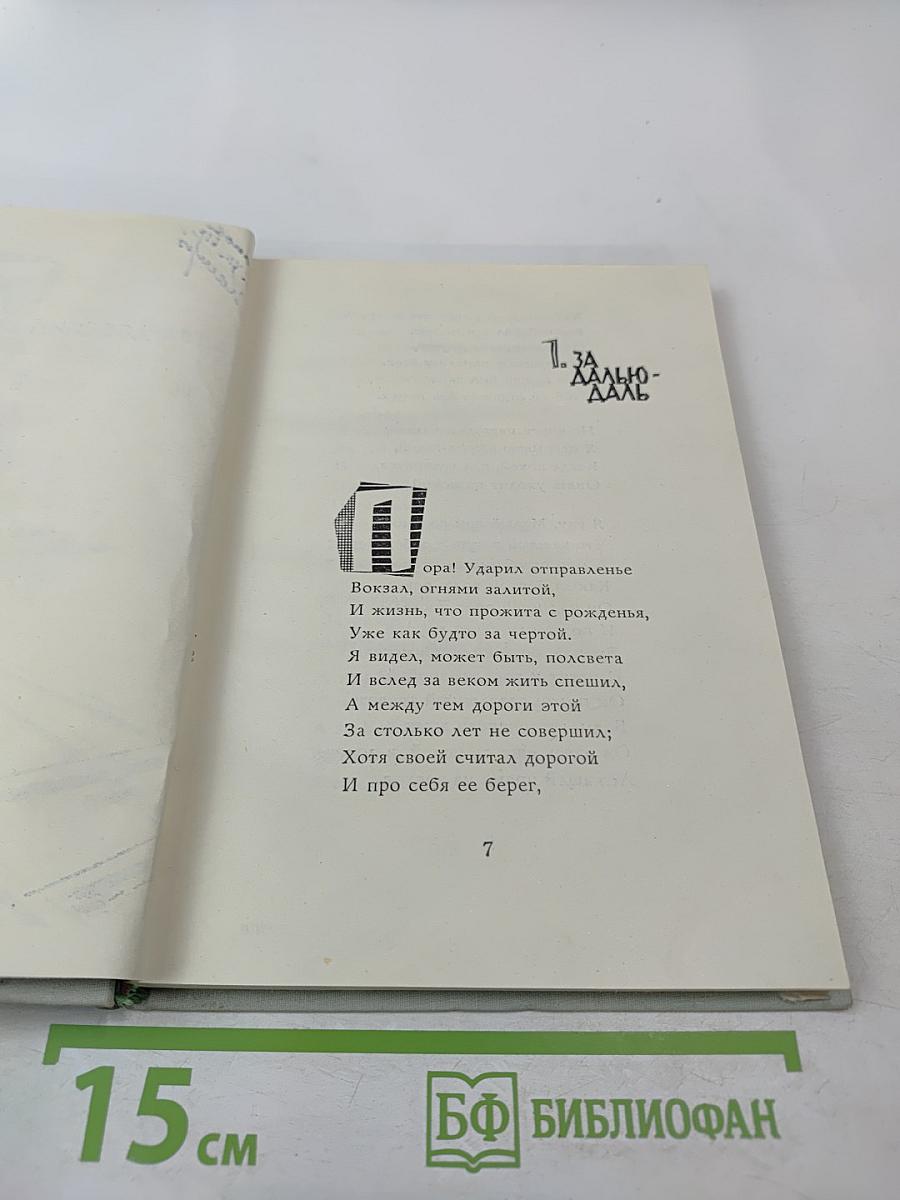 1. ЗА
ДАЛЬЮ-
ДАЛЬ
Пора! Ударил отправленье
Вокзал, огнями залитой,
И жизнь, что прожита с рожденья,
Уже как будто за чертой.
Я видел, может быть, полсвета
И вслед за веком жить спешил,
А между тем дороги этой
За столько лет не совершил;
Хотя своей считал дорогой
И про себя ее берег,
7
15 см
БФ БИБЛИОФАН